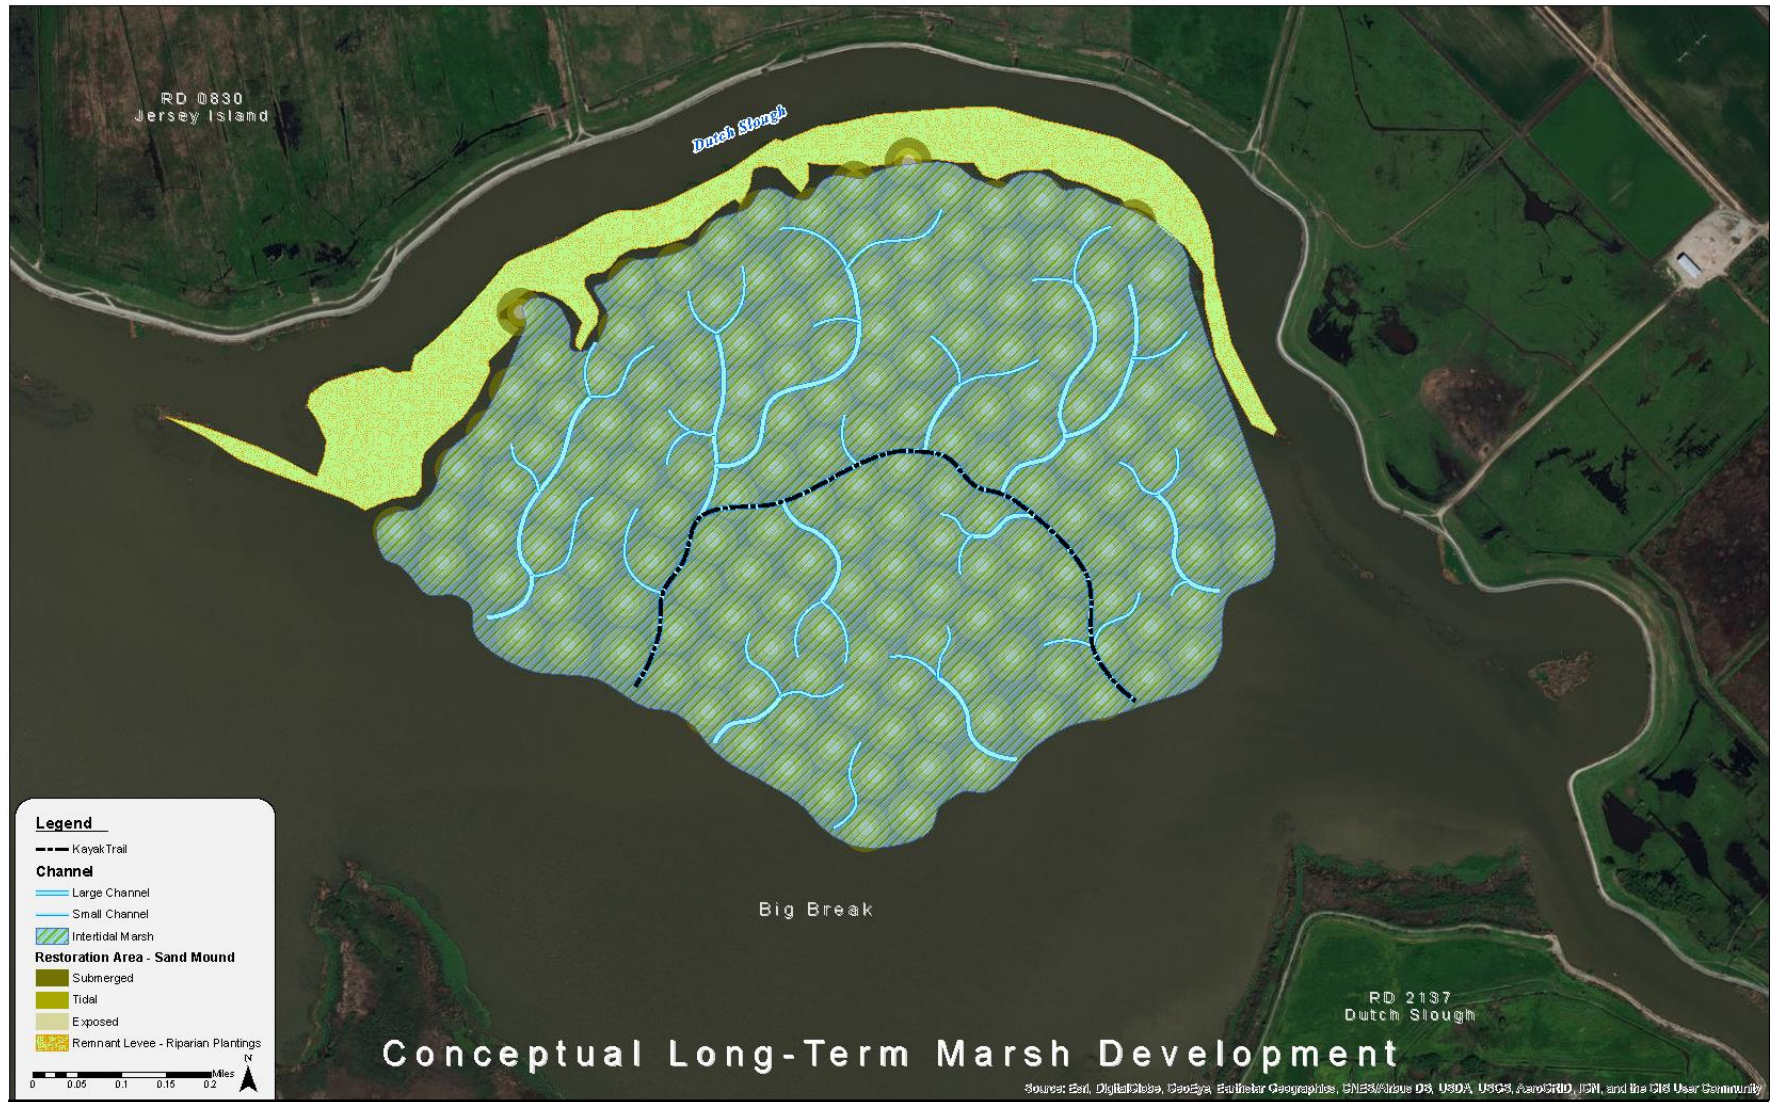 RD 0830
Jersey Island
Dutch Slough
Legend
Kayak Trail
Channel
Large Channel
Small Channel
Intertidal Marsh
Restoration Area - Sand Mound
Submerged
Tidal
Exposed
Remnant Levee - Riparian Plantings
N
Miles
0 0.05 0.1 0.15 0.2
Big Break
RD 2137
Dutch Slough
Conceptual Long-Term Marsh Development
Source: Esri, DigitalGlobe, GeoEye, Earthstar Geographics, CNES/Airbus DS, USDA, USGS, AeroGRID, IGN, and the GIS User Community